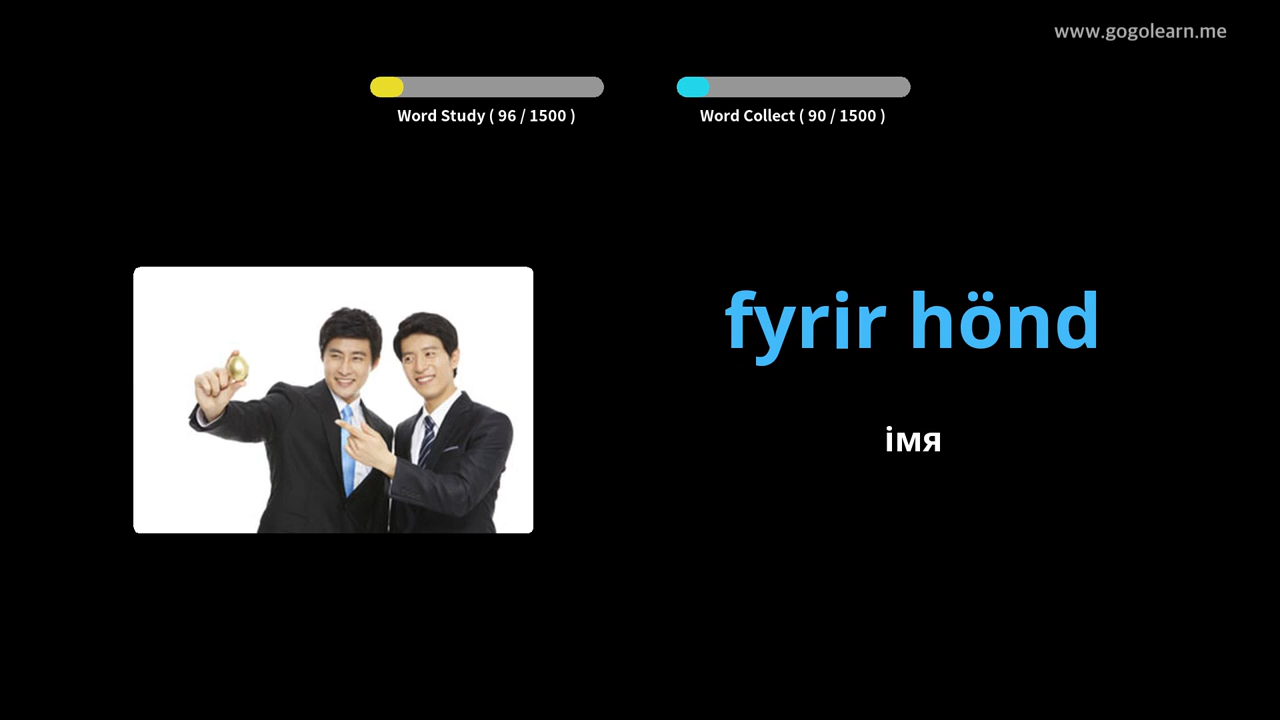 www.gogolearn.me
Word Study ( 96 / 1500 )
Word Collect ( 90 / 1500 )
fyrir hönd
імя